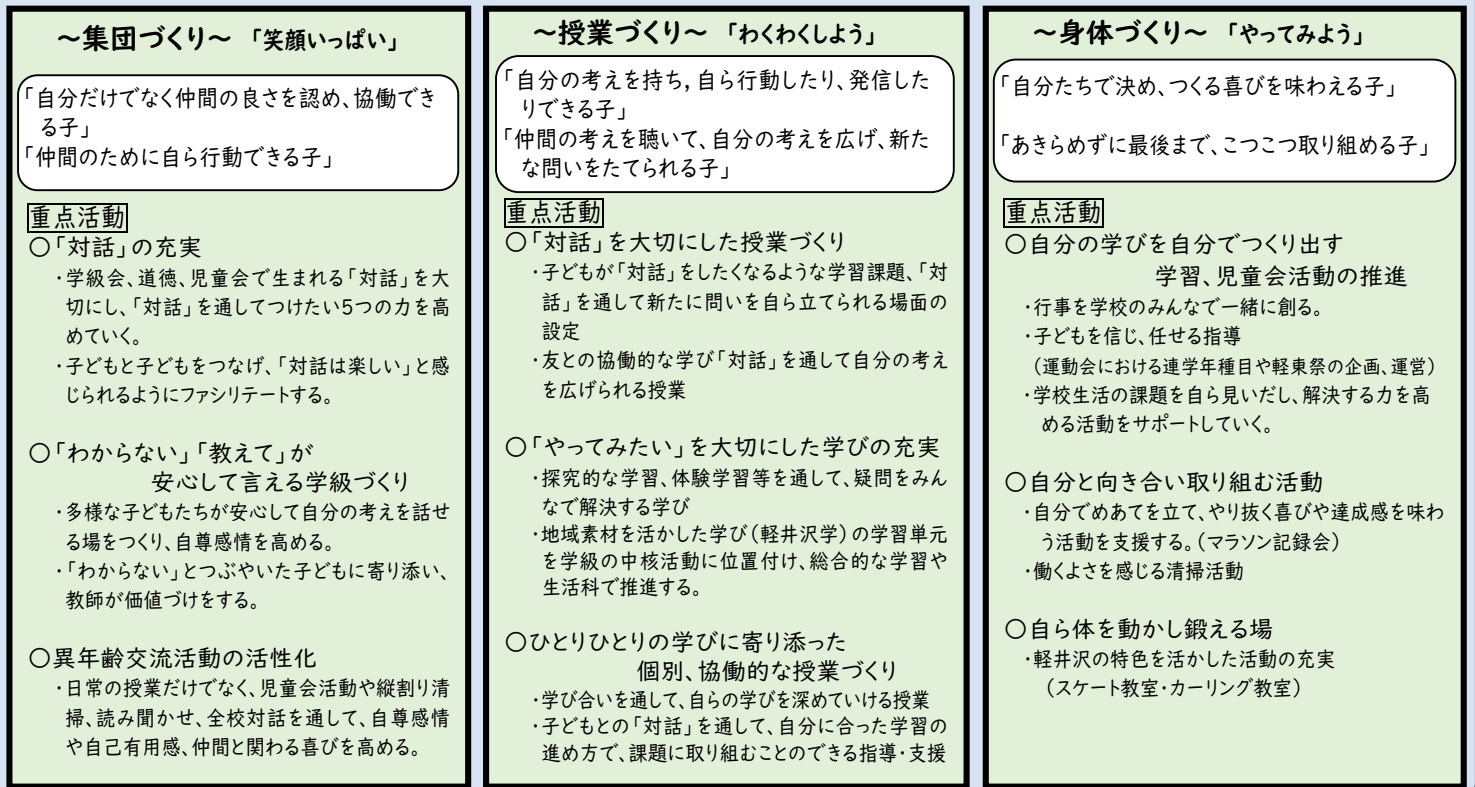 ～集団づくり～ 「笑顔いっぱい」
「自分だけでなく仲間の良さを認め、協働でき
る子」
「仲間のために自ら行動できる子」
重点活動
○「対話」の充実
・学級会、道徳、児童会で生まれる「対話」を大
切にし、「対話」を通してつけたい5つの力を高
めていく。
・子どもと子どもをつなげ、「対話は楽しい」と感
じられるようにファシリテートする。
○「わからない」「教えて」が
安心して言える学級づくり
・多様な子どもたちが安心して自分の考えを話せ
る場をつくり、自尊感情を高める。
・「わからない」とつぶやいた子どもに寄り添い、
教師が価値づけをする。
○異年齢交流活動の活性化
・日常の授業だけでなく、児童会活動や縦割り清
掃、読み聞かせ、全校対話を通して、自尊感情
や自己有用感、仲間と関わる喜びを高める。
～授業づくり～ 「わくわくしよう」
「自分の考えを持ち，自ら行動したり、発信した
りできる子」
「仲間の考えを聴いて、自分の考えを広げ、新た
な問いをたてられる子」
重点活動
○「対話」を大切にした授業づくり
・子どもが「対話」をしたくなるような学習課題、「対
話」を通して新たに問いを自ら立てられる場面の
設定
・友との協働的な学び「対話」を通して自分の考え
を広げられる授業
○「やってみたい」を大切にした学びの充実
・探究的な学習、体験学習等を通して、疑問をみん
なで解決する学び
・地域素材を活かした学び（軽井沢学）の学習単元
を学級の中核活動に位置付け、総合的な学習や
生活科で推進する。
○ひとりひとりの学びに寄り添った
個別、協働的な授業づくり
・学び合いを通して、自らの学びを深めていける授業
・子どもとの「対話」を通して、自分に合った学習の
進め方で、課題に取り組むことのできる指導・支援
～身体づくり～ 「やってみよう」
「自分たちで決め、つくる喜びを味わえる子」
「あきらめずに最後まで、こつこつ取り組める子」
重点活動
○自分の学びを自分でつくり出す
学習、児童会活動の推進
・行事を学校のみんなで一緒に創る。
・子どもを信じ、任せる指導
（運動会における連学年種目や軽東祭の企画、運営）
・学校生活の課題を自ら見いだし、解決する力を高
める活動をサポートしていく。
○自分と向き合い取り組む活動
・自分でめあてを立て、やり抜く喜びや達成感を味わ
う活動を支援する。（マラソン記録会）
・働くよさを感じる清掃活動
○自ら体を動かし鍛える場
・軽井沢の特色を活かした活動の充実
（スケート教室・カーリング教室）